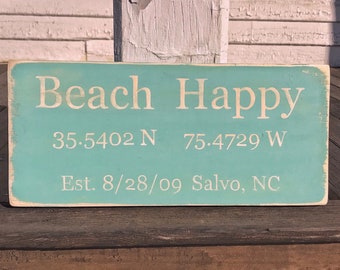 Beach Happy
35.5402 N 75.4729 W
Est. 8/28/09 Salvo, NC